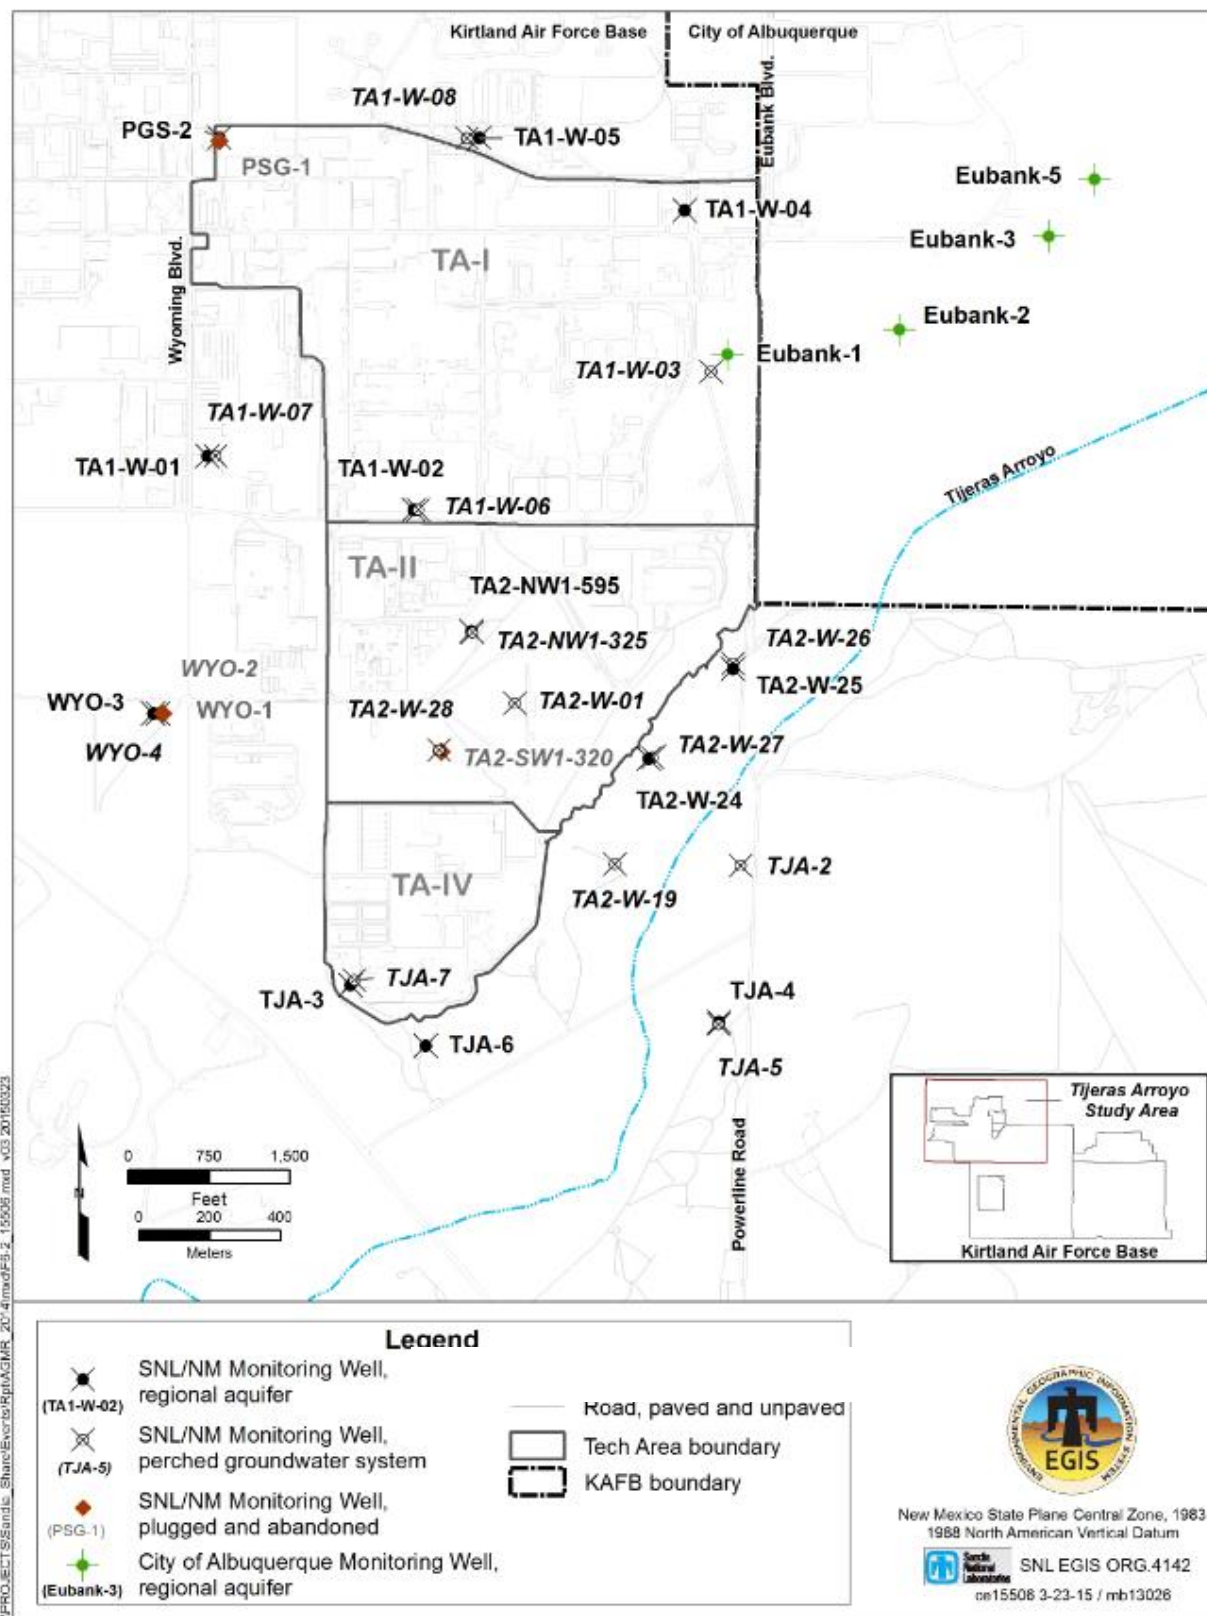 Kirtland Air Force Base
City of Albuquerque
Eubank Blvd.
TA1-W-08
PGS-2
TA1-W-05
PSG-1
Eubank-5
TA1-W-04
Eubank-3
TA-I
Wyoming Blvd.
Eubank-2
Eubank-1
TA1-W-03
TA1-W-07
TA1-W-01
TA1-W-02
Tijeras Arroyo
TA1-W-06
TA-II
TA2-NW1-595
TA2-NW1-325
TA2-W-26
WYO-2
TA2-W-25
WYO-3
WYO-1
TA2-W-28
TA2-W-01
WYO-4
TA2-SW1-320
TA2-W-27
TA2-W-24
TA-IV
TJA-2
TA2-W-19
TJA-7
TJA-3
TJA-4
TJA-6
TJA-5
Tijeras Arroyo
Study Area
Kirtland Air Force Base
Powerline Road
N
0 750 1,500
Feet
0 200 400
Meters
Legend
SNL/NM Monitoring Well,
regional aquifer
(TA1-W-02)
SNL/NM Monitoring Well,
perched groundwater system
(TJA-5)
SNL/NM Monitoring Well,
plugged and abandoned
(PSG-1)
City of Albuquerque Monitoring Well,
regional aquifer
(Eubank-3)
Road, paved and unpaved
Tech Area boundary
KAFB boundary
ENVIRONMENTAL GEOGRAPHIC INFORMATION SYSTEM
EGIS
New Mexico State Plane Central Zone, 1983
1988 North American Vertical Datum
Sandia
National
Laboratories
SNL EGIS ORG.4142
on15508 3-23-15 / mb13026